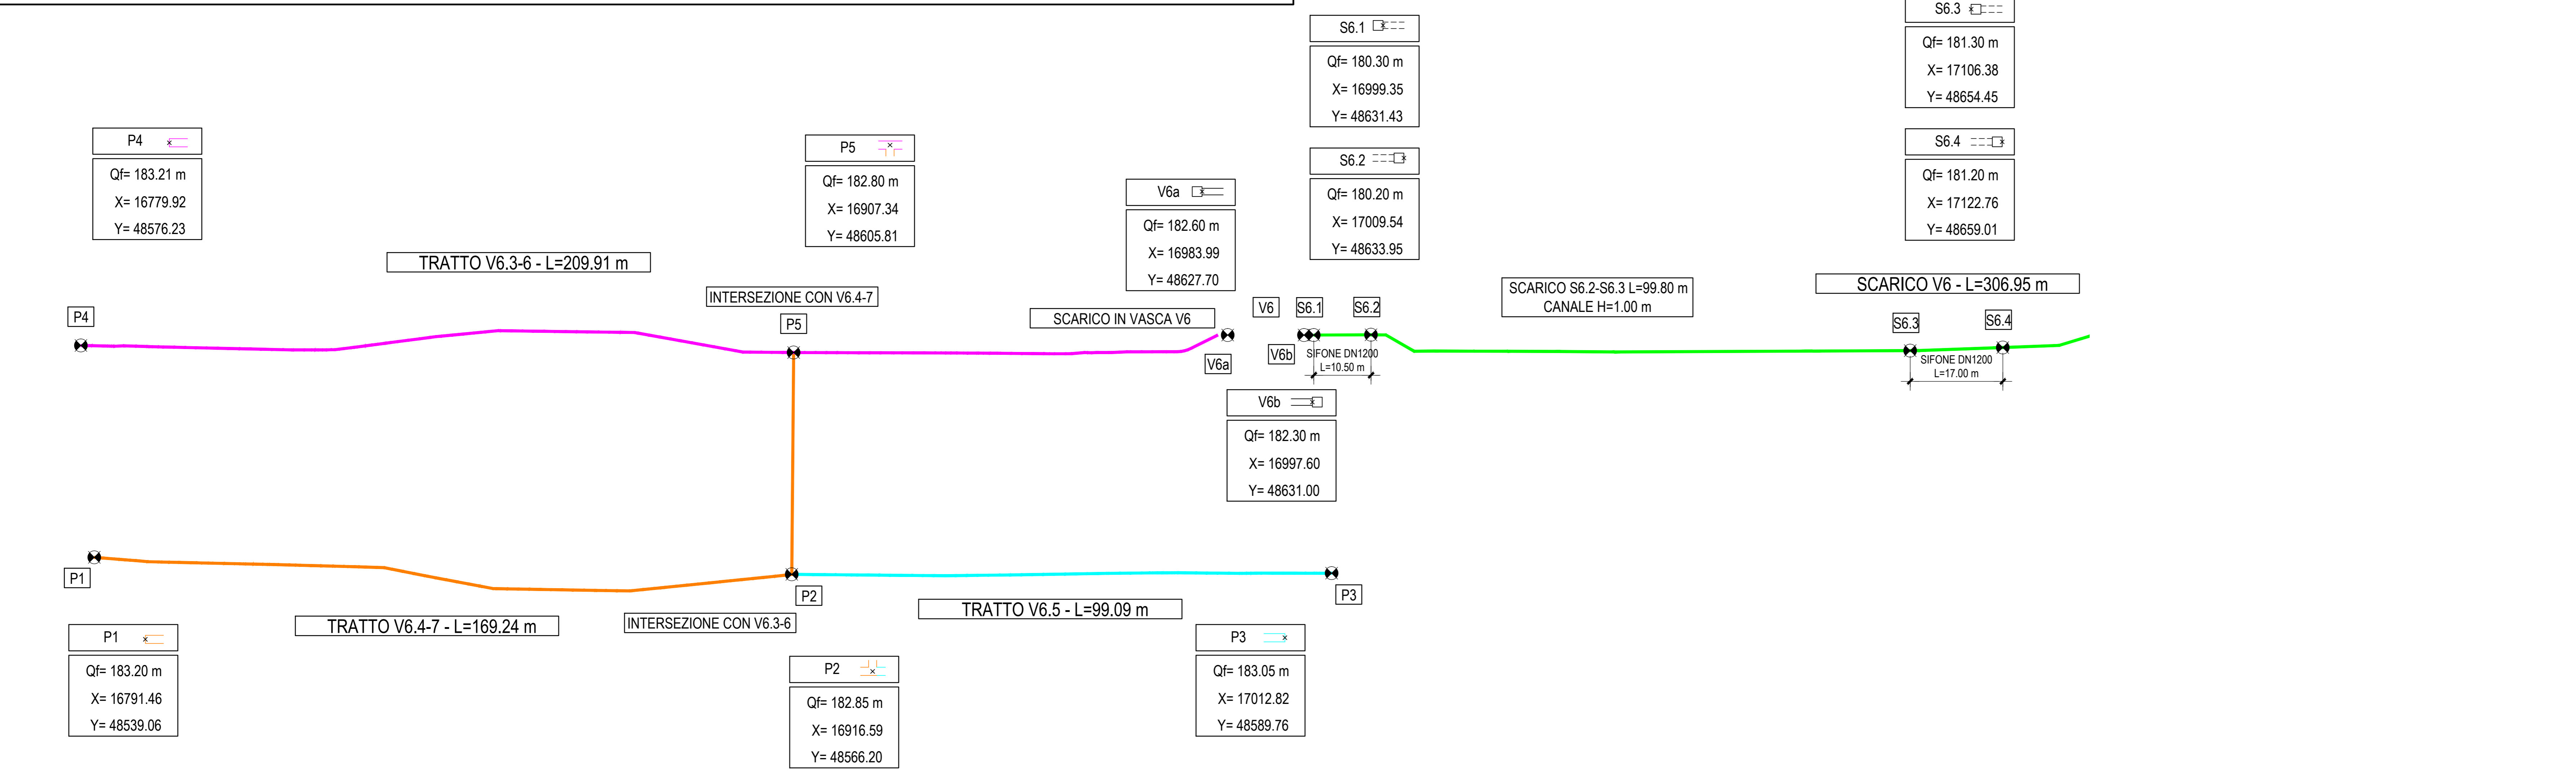 S6.1
Qf= 180.30 m
X= 16999.35
Y= 48631.43
S6.3
Qf= 181.30 m
X= 17106.38
Y= 48654.45
P4
Qf= 183.21 m
X= 16779.92
Y= 48576.23
P5
Qf= 182.80 m
X= 16907.34
Y= 48605.81
V6a
Qf= 182.60 m
X= 16983.99
Y= 48627.70
S6.2
Qf= 180.20 m
X= 17009.54
Y= 48633.95
S6.4
Qf= 181.20 m
X= 17122.76
Y= 48659.01
TRATTO V6.3-6 - L=209.91 m
INTERSEZIONE CON V6.4-7
SCARICO IN VASCA V6
SCARICO S6.2-S6.3 L=99.80 m
CANALE H=1.00 m
SCARICO V6 - L=306.95 m
P4
P5
V6a
V6
V6b
S6.1
S6.2
SIFONE DN1200
L=10.50 m
S6.3
S6.4
SIFONE DN1200
L=17.00 m
V6b
Qf= 182.30 m
X= 16997.60
Y= 48631.00
P1
P2
P3
TRATTO V6.4-7 - L=169.24 m
INTERSEZIONE CON V6.3-6
TRATTO V6.5 - L=99.09 m
P1
Qf= 183.20 m
X= 16791.46
Y= 48539.06
P2
Qf= 182.85 m
X= 16916.59
Y= 48566.20
P3
Qf= 183.05 m
X= 17012.82
Y= 48589.76